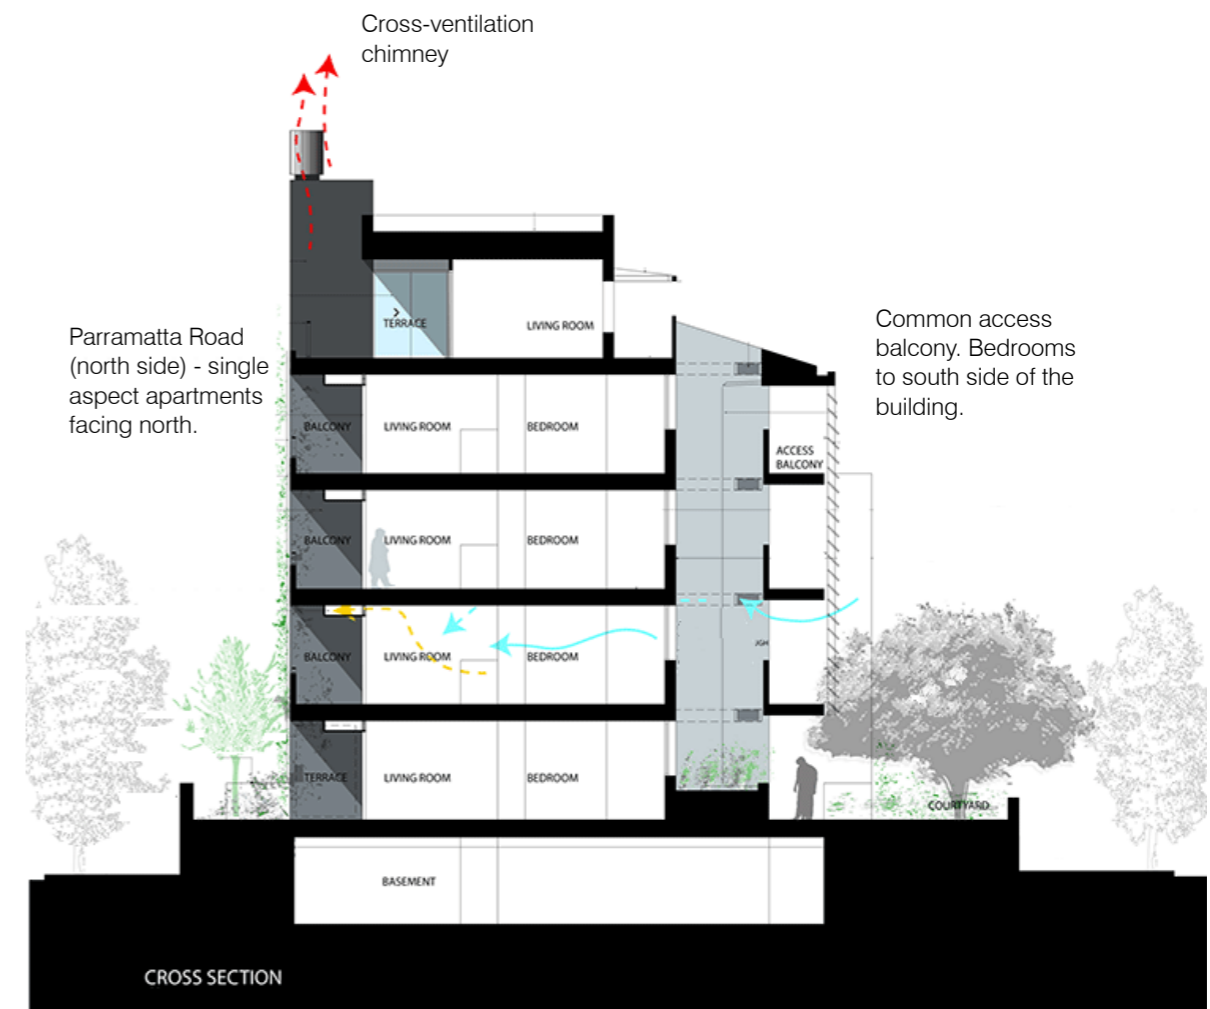 Cross-ventilation
chimney
Parramatta Road
(north side) - single
aspect apartments
facing north.
Common access
balcony. Bedrooms
to south side of the
building.
TERRACE
LIVING ROOM
BALCONY
LIVING ROOM
BEDROOM
ACCESS
BALCONY
BALCONY
LIVING ROOM
BEDROOM
BALCONY
LIVING ROOM
BEDROOM
JGH
TERRACE
LIVING ROOM
BEDROOM
COURTYARD
BASEMENT
CROSS SECTION